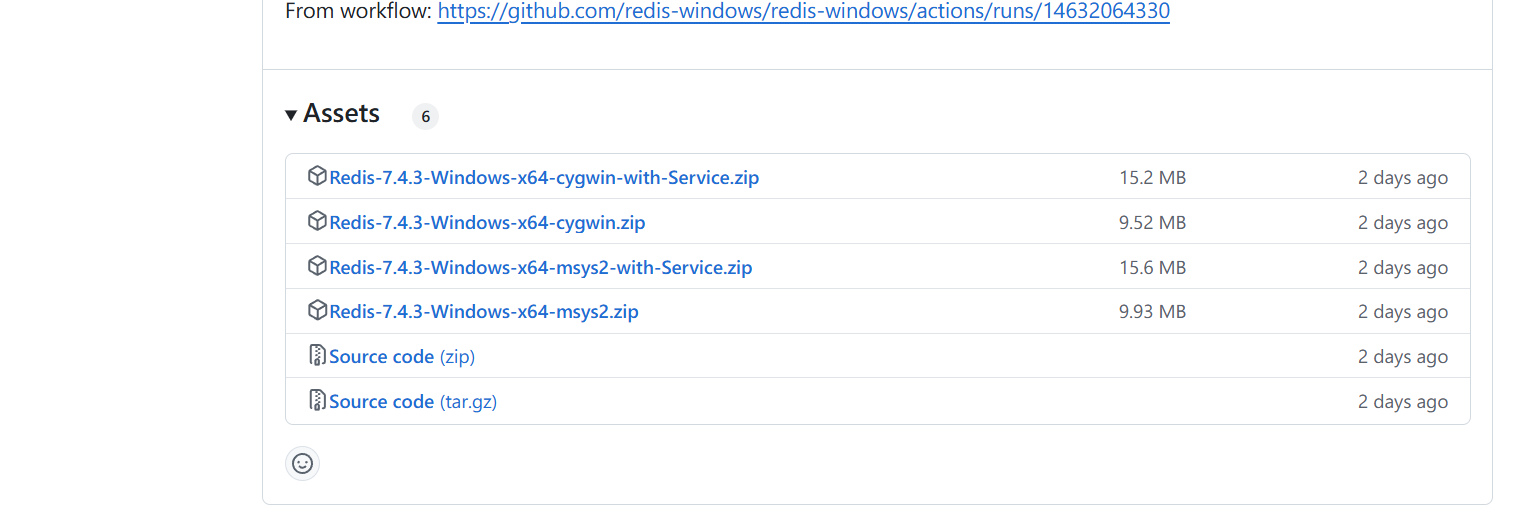 From workflow: https://github.com/redis-windows/redis-windows/actions/runs/14632064330
Assets 6
Redis-7.4.3-Windows-x64-cygwin-with-Service.zip 15.2 MB 2 days ago
Redis-7.4.3-Windows-x64-cygwin.zip 9.52 MB 2 days ago
Redis-7.4.3-Windows-x64-msys2-with-Service.zip 15.6 MB 2 days ago
Redis-7.4.3-Windows-x64-msys2.zip 9.93 MB 2 days ago
Source code (zip) 2 days ago
Source code (tar.gz) 2 days ago